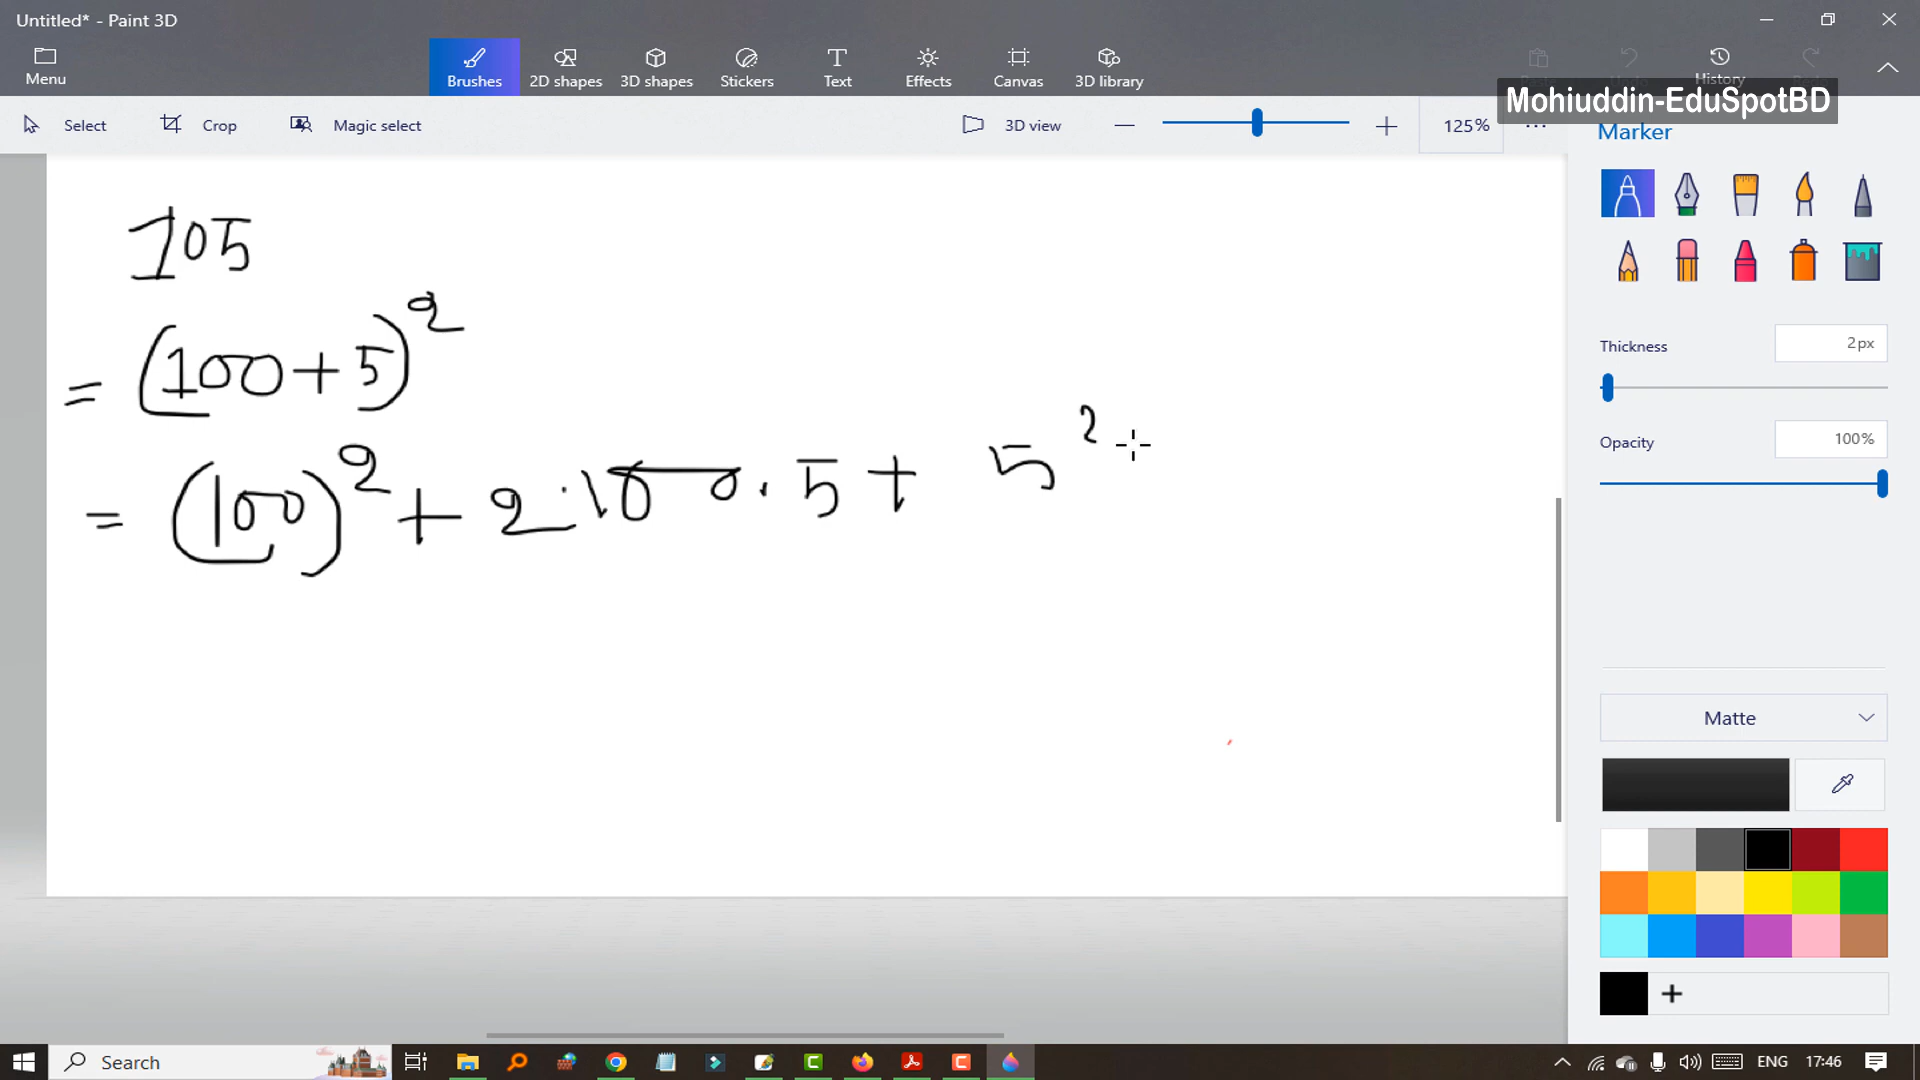 Untitled* - Paint 3D
Menu
Brushes
2D shapes
3D shapes
Stickers
Text
Effects
Canvas
3D library
History
Mohiuddin-EduSpotBD
Select
Crop
Magic select
3D view
125%
Marker
Thickness
2px
Opacity
100%
Matte
105
= (100+5)²
= (100)² + 2·100·5 + 5²
Search
ENG
17:46